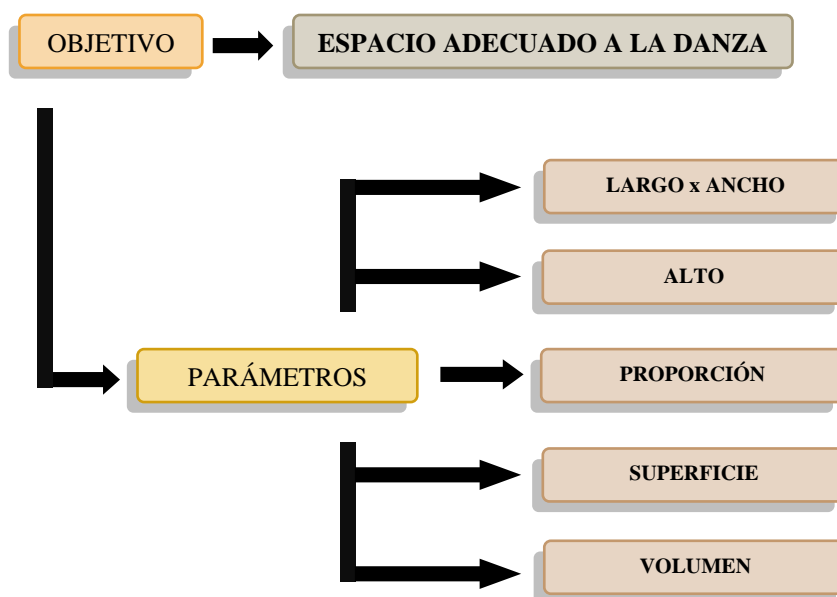 OBJETIVO
ESPACIO ADECUADO A LA DANZA
LARGO x ANCHO
ALTO
PARÁMETROS
PROPORCIÓN
SUPERFICIE
VOLUMEN